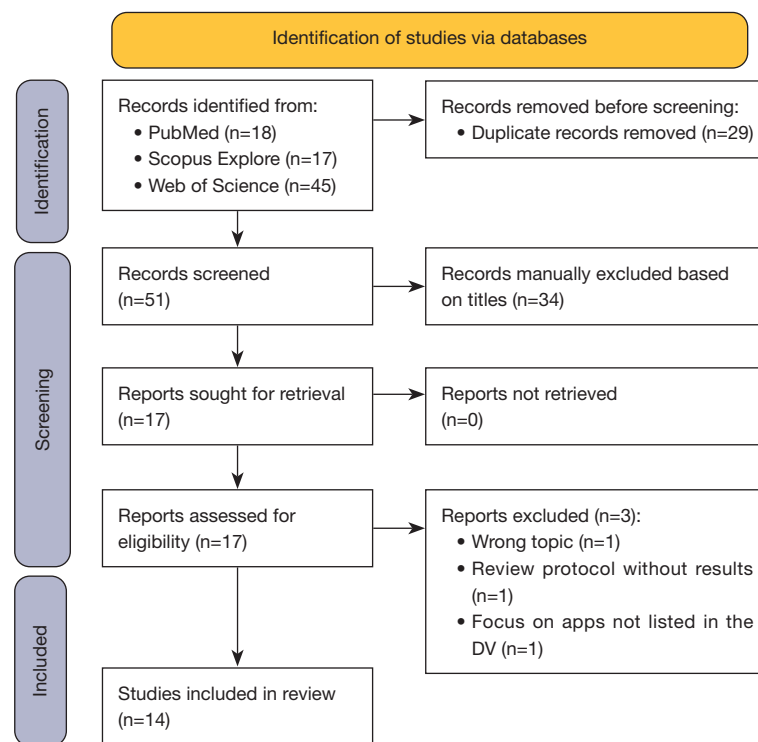 Identification of studies via databases
Identification
Records identified from:
• PubMed (n=18)
• Scopus Explore (n=17)
• Web of Science (n=45)
Records removed before screening:
• Duplicate records removed (n=29)
Screening
Records screened
(n=51)
Records manually excluded based
on titles (n=34)
Reports sought for retrieval
(n=17)
Reports not retrieved
(n=0)
Reports assessed for
eligibility (n=17)
Reports excluded (n=3):
• Wrong topic (n=1)
• Review protocol without results
(n=1)
• Focus on apps not listed in the
DV (n=1)
Included
Studies included in review
(n=14)